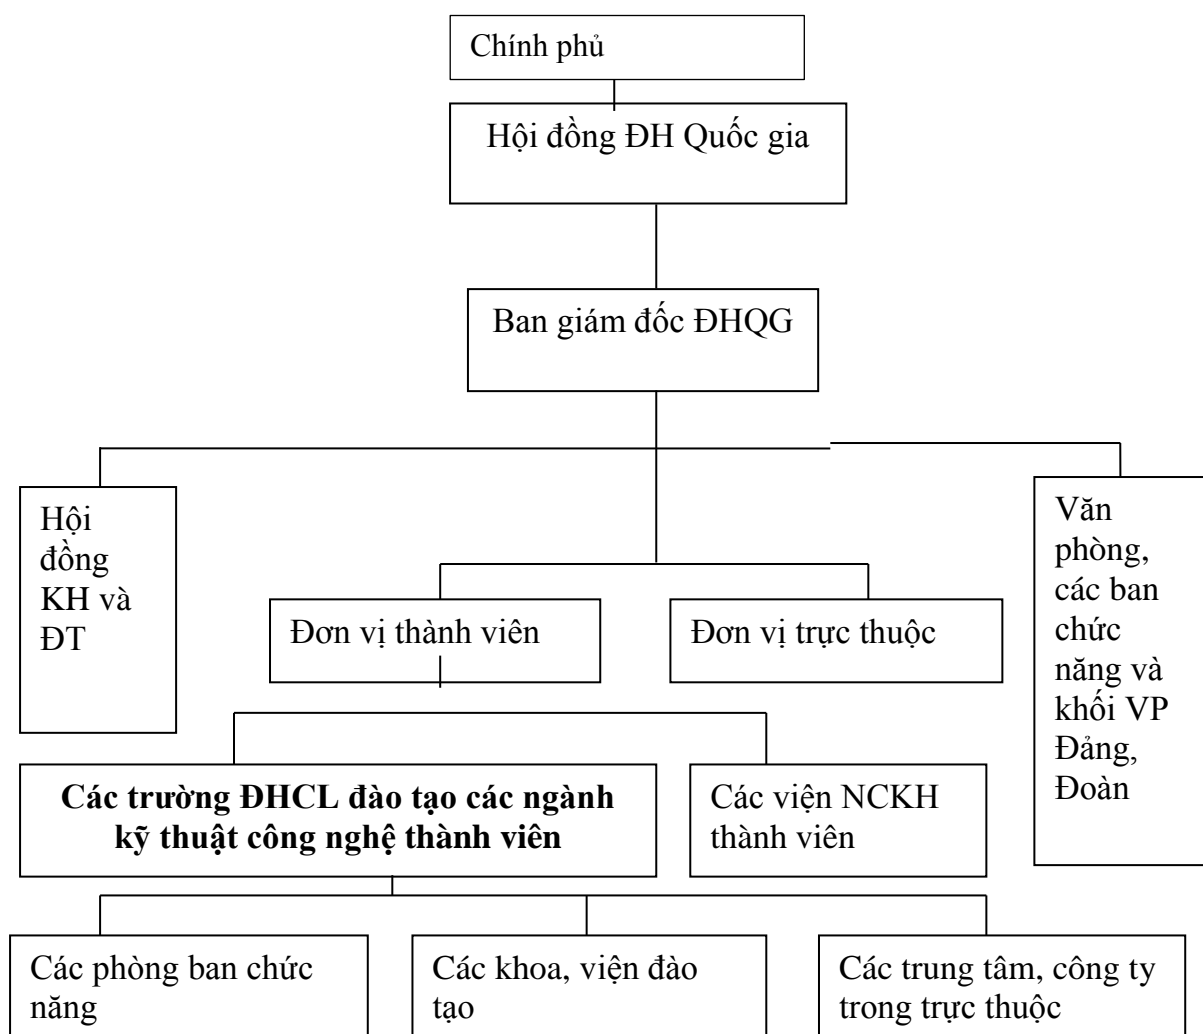 Chính phủ
Hội đồng ĐH Quốc gia
Ban giám đốc ĐHQG
Hội
đồng
KH và
ĐT
Đơn vị thành viên
Đơn vị trực thuộc
Văn
phòng,
các ban
chức
năng và
khối VP
Đảng,
Đoàn
Các trường ĐHCL đào tạo các ngành
kỹ thuật công nghệ thành viên
Các viện NCKH
thành viên
Các phòng ban chức
năng
Các khoa, viện đào
tạo
Các trung tâm, công ty
trong trực thuộc